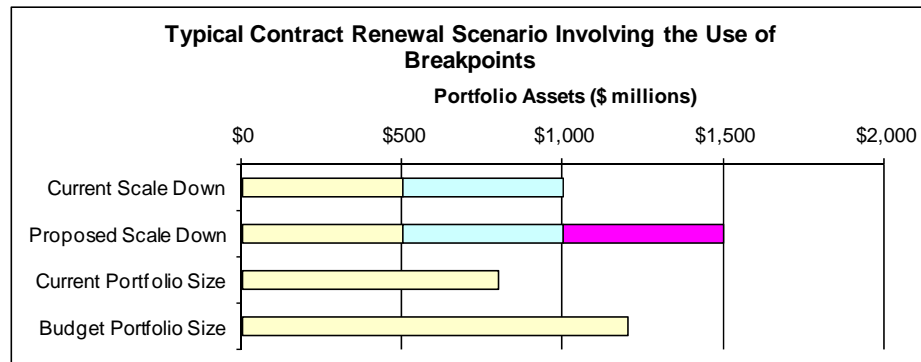 Typical Contract Renewal Scenario Involving the Use of
Breakpoints
Portfolio Assets ($ millions)
$0 $500 $1,000 $1,500 $2,000
Current Scale Down
Proposed Scale Down
Current Portfolio Size
Budget Portfolio Size